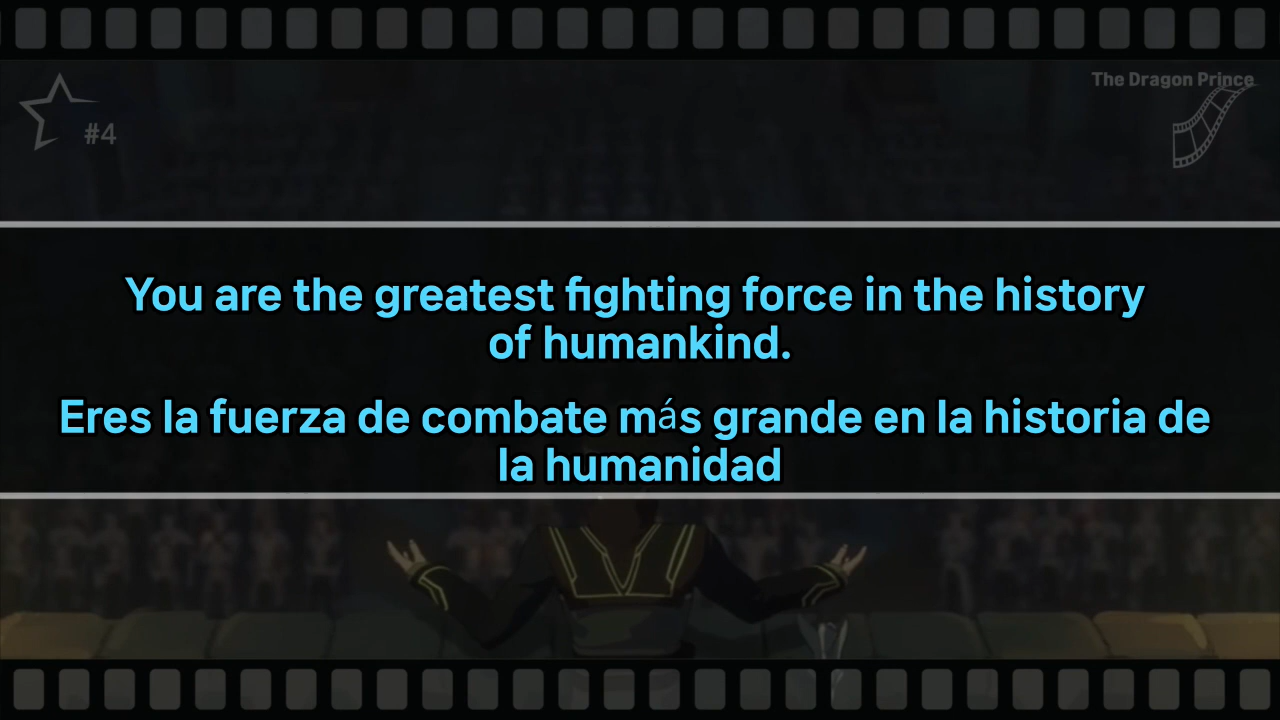 The Dragon Prince
#4
You are the greatest fighting force in the history
of humankind.
Eres la fuerza de combate más grande en la historia de
la humanidad